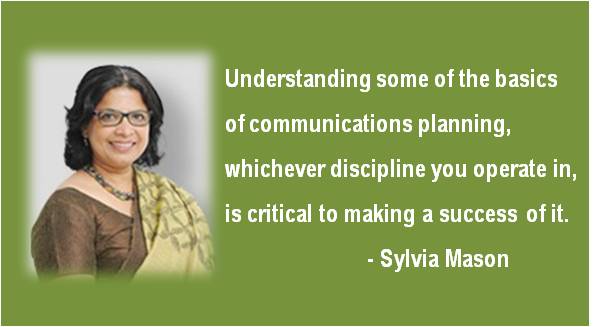 Understanding some of the basics
of communications planning,
whichever discipline you operate in,
is critical to making a success of it.
- Sylvia Mason